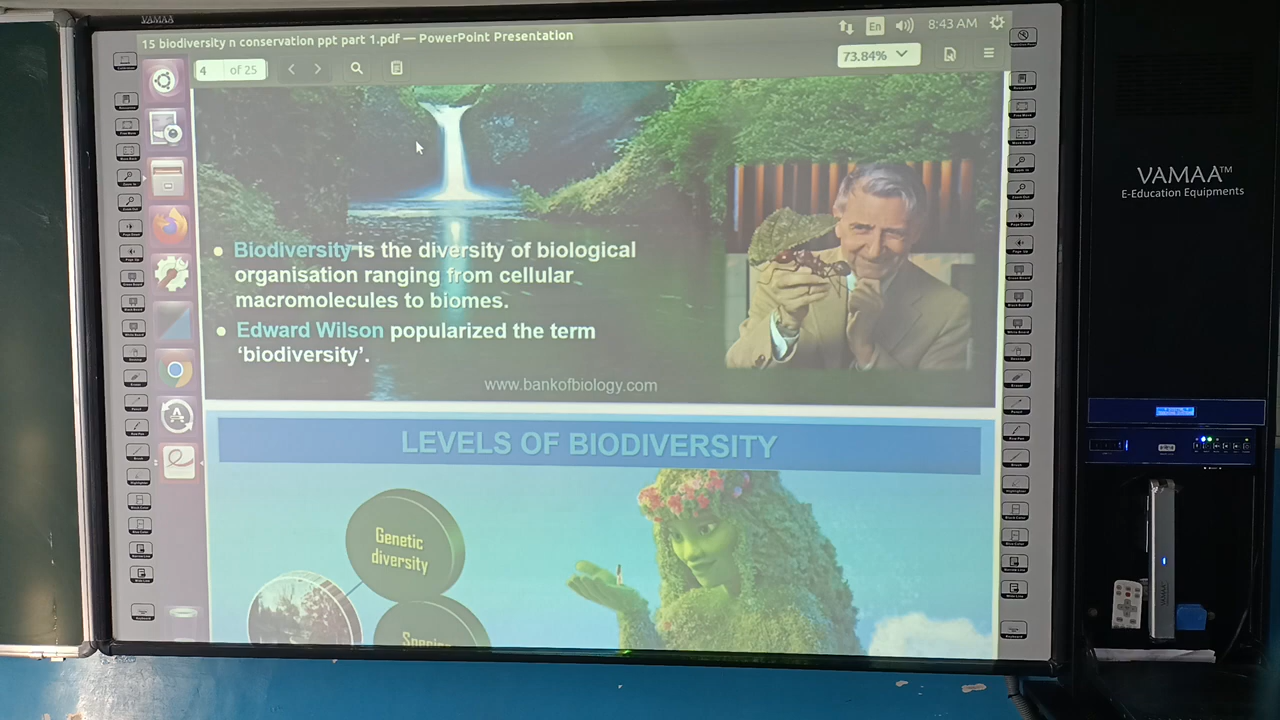 VAMAA
15 biodiversity n conservation ppt part 1.pdf — PowerPoint Presentation
En
8:43 AM
4 of 25
73.84%
Biodiversity is the diversity of biological
organisation ranging from cellular
macromolecules to biomes.
Edward Wilson popularized the term
‘biodiversity’.
www.bankofbiology.com
LEVELS OF BIODIVERSITY
Genetic
diversity
VAMAA™
E-Education Equipments